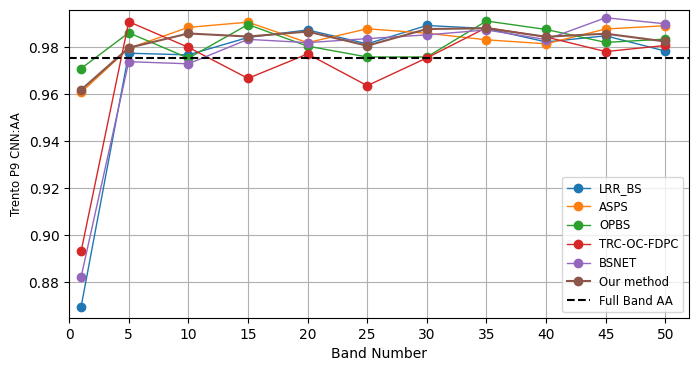 Trento P9 CNN:AA
0.98
0.96
0.94
0.92
0.90
0.88
0 5 10 15 20 25 30 35 40 45 50
Band Number
LRR_BS
ASPS
OPBS
TRC-OC-FDPC
BSNET
Our method
Full Band AA